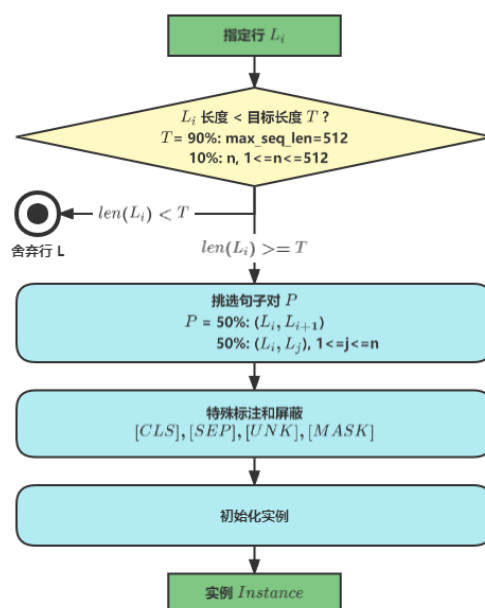 指定行 L_i
L_i 长度 < 目标长度 T ?
T = 90%: max_seq_len=512
10%: n, 1<=n<=512
len(L_i) < T
舍弃行 L
len(L_i) >= T
挑选句子对 P
P = 50%: (L_i, L_{i+1})
50%: (L_i, L_j), 1<=j<=n
特殊标注和屏蔽
[CLS], [SEP], [UNK], [MASK]
初始化实例
实例 Instance